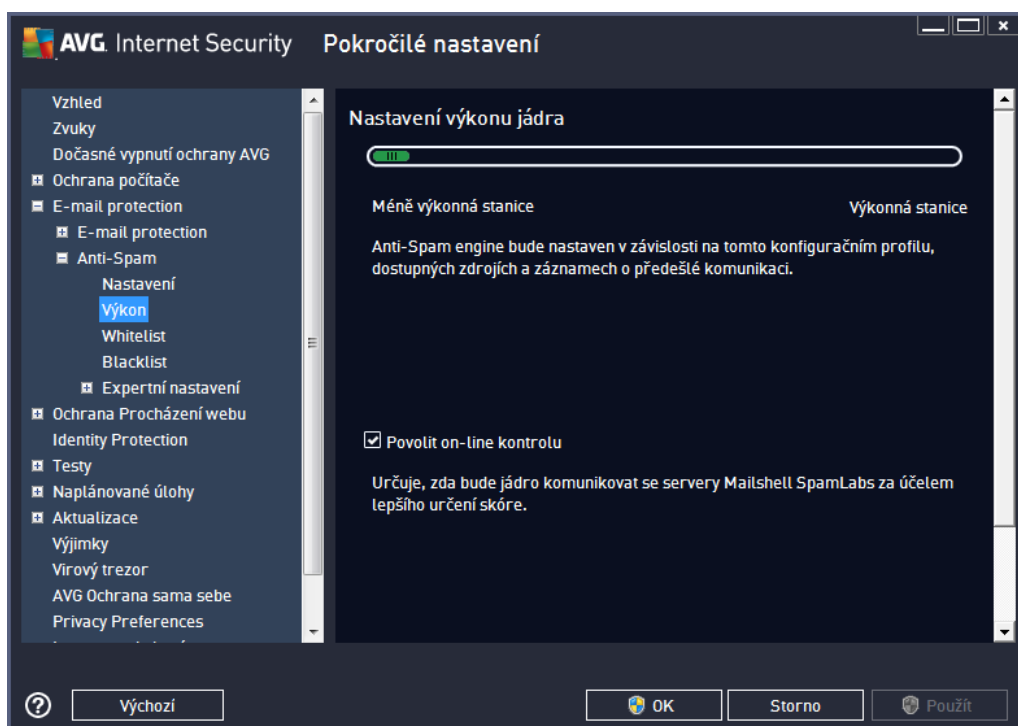 AVG. Internet Security
Pokročilé nastavení
Vzhled
Zvuky
Dočasné vypnutí ochrany AVG
Ochrana počítače
E-mail protection
E-mail protection
Anti-Spam
Nastavení
Výkon
Whitelist
Blacklist
Expertní nastavení
Ochrana Procházení webu
Identity Protection
Testy
Naplánované úlohy
Aktualizace
Výjimky
Virový trezor
AVG Ochrana sama sebe
Privacy Preferences
Nastavení výkonu jádra
Méně výkonná stanice
Výkonná stanice
Anti-Spam engine bude nastaven v závislosti na tomto konfiguračním profilu,
dostupných zdrojích a záznamech o předešlé komunikaci.
Povolit on-line kontrolu
Určuje, zda bude jádro komunikovat se servery Mailshell SpamLabs za účelem
lepšího určení skóre.
Výchozí
OK
Storno
Použít